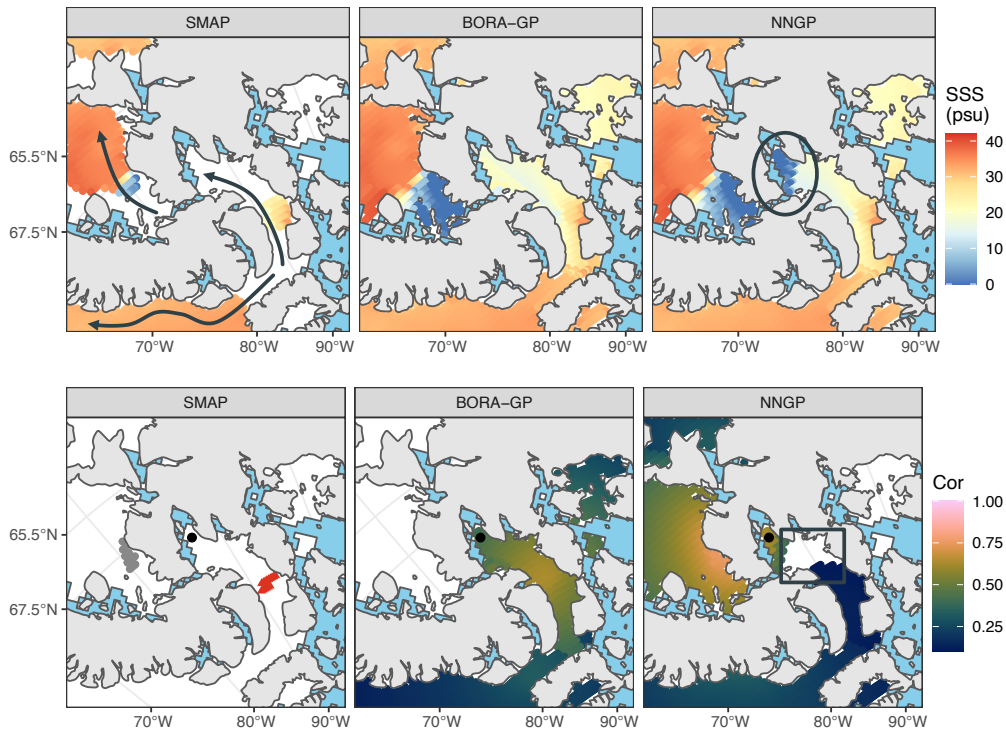 SMAP
BORA-GP
NNGP
SSS
(psu)
40
30
20
10
0
65.5°N
67.5°N
70°W
80°W
90°W
70°W
80°W
90°W
70°W
80°W
90°W
SMAP
BORA-GP
NNGP
Cor
1.00
0.75
0.50
0.25
65.5°N
67.5°N
70°W
80°W
90°W
70°W
80°W
90°W
70°W
80°W
90°W